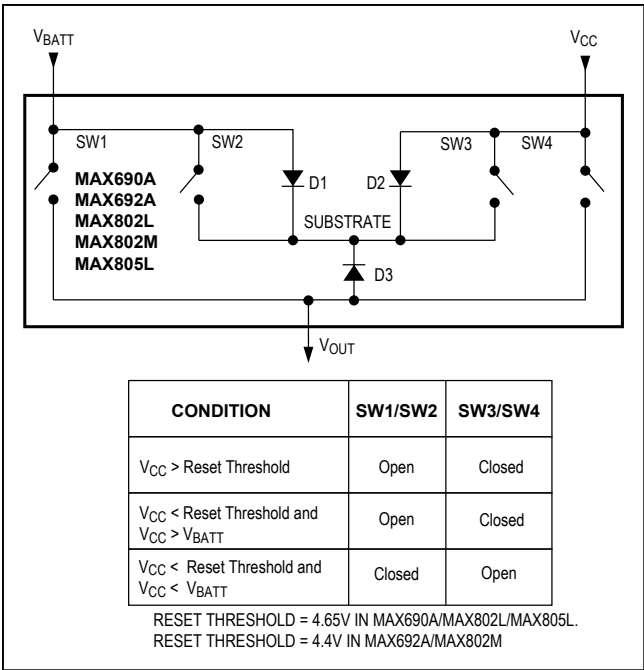 VBATT
VCC
SW1
SW2
SW3
SW4
MAX690A
MAX692A
MAX802L
MAX802M
MAX805L
D1
D2
SUBSTRATE
D3
VOUT
CONDITION SW1/SW2 SW3/SW4
VCC > Reset Threshold Open Closed
VCC < Reset Threshold and
VCC > VBATT Open Closed
VCC < Reset Threshold and
VCC < VBATT Closed Open
RESET THRESHOLD = 4.65V IN MAX690A/MAX802L/MAX805L.
RESET THRESHOLD = 4.4V IN MAX692A/MAX802M